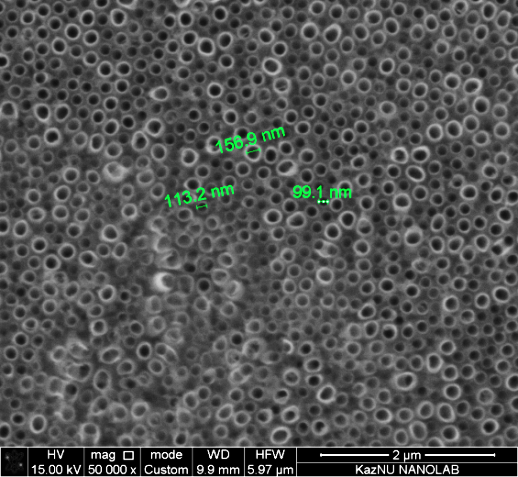 158.9 nm
113.2 nm
99.1 nm
HV mag □ mode WD HFW 2 µm
15.00 kV 50 000 x Custom 9.9 mm 5.97 µm KazNU NANOLAB